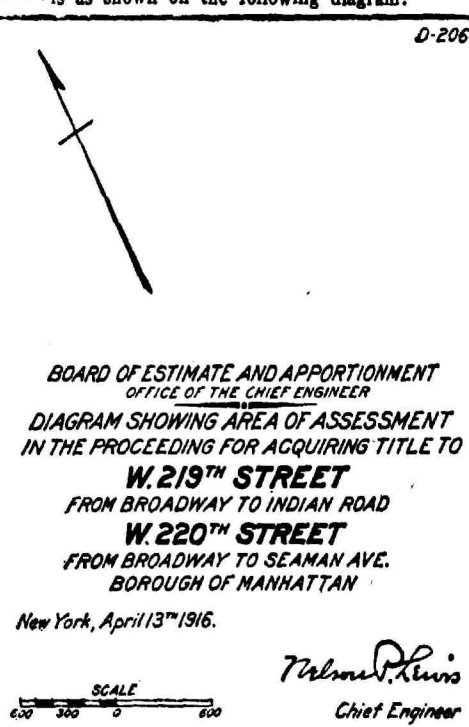 is as shown on the following diagram:
D-206
BOARD OF ESTIMATE AND APPORTIONMENT
OFFICE OF THE CHIEF ENGINEER
DIAGRAM SHOWING AREA OF ASSESSMENT
IN THE PROCEEDING FOR ACQUIRING TITLE TO
W. 219TH STREET
FROM BROADWAY TO INDIAN ROAD
W. 220TH STREET
FROM BROADWAY TO SEAMAN AVE.
BOROUGH OF MANHATTAN
New York, April 13TH 1916.
Nelson P. Lewis
Chief Engineer
SCALE
600 300 0 600